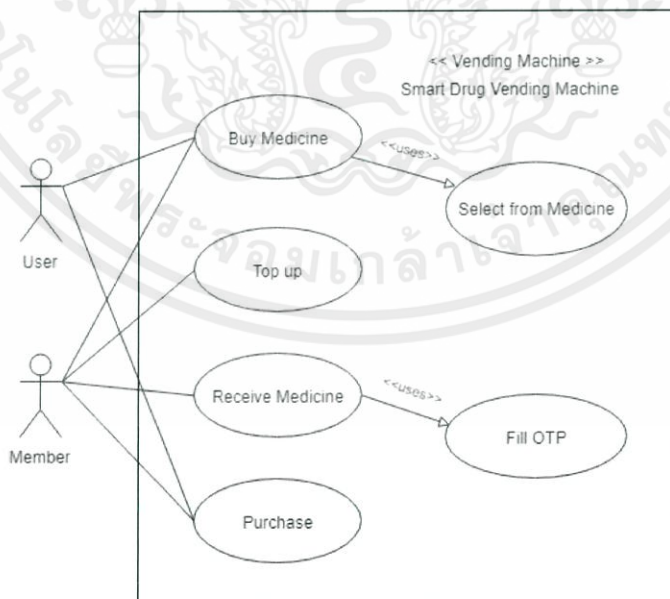 << Vending Machine >>
Smart Drug Vending Machine
Buy Medicine
<<uses>>
Select from Medicine
User
Top up
Receive Medicine
<<uses>>
Fill OTP
Member
Purchase